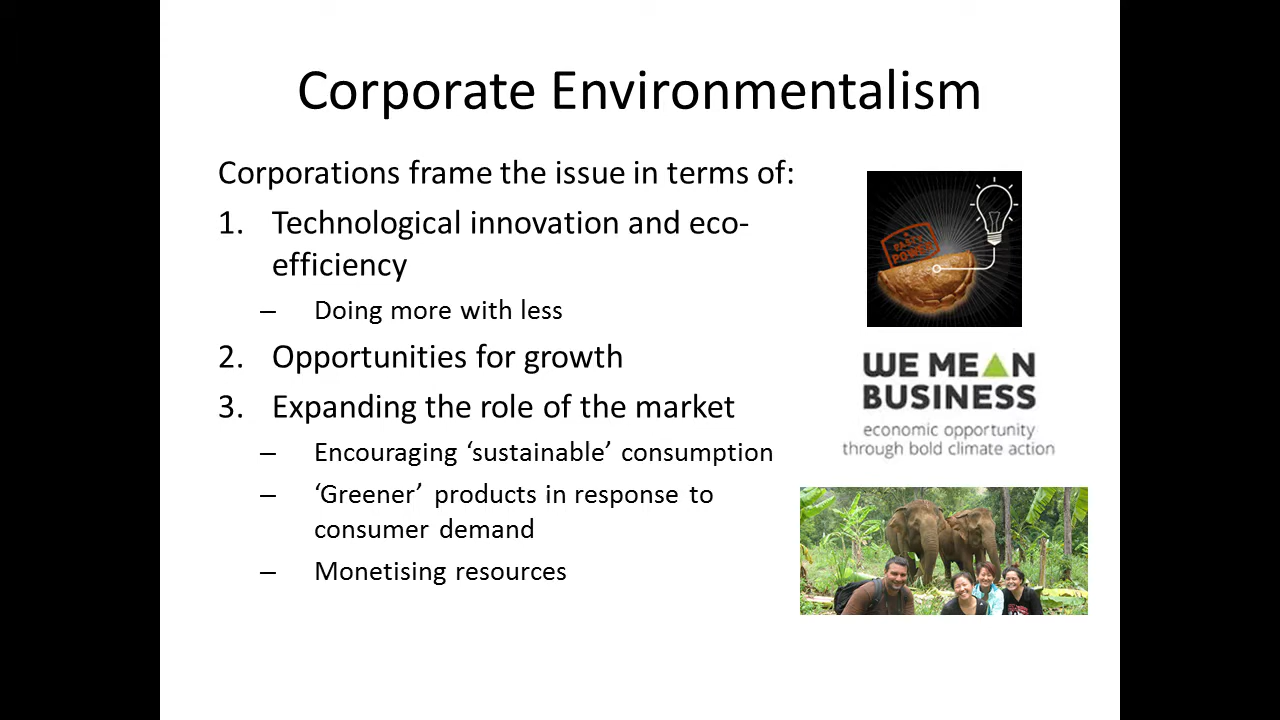 Corporate Environmentalism
Corporations frame the issue in terms of:
1. Technological innovation and eco-
efficiency
– Doing more with less
2. Opportunities for growth
3. Expanding the role of the market
– Encouraging ‘sustainable’ consumption
– ‘Greener’ products in response to
consumer demand
– Monetising resources
POWER
WE MEAN
BUSINESS
economic opportunity
through bold climate action